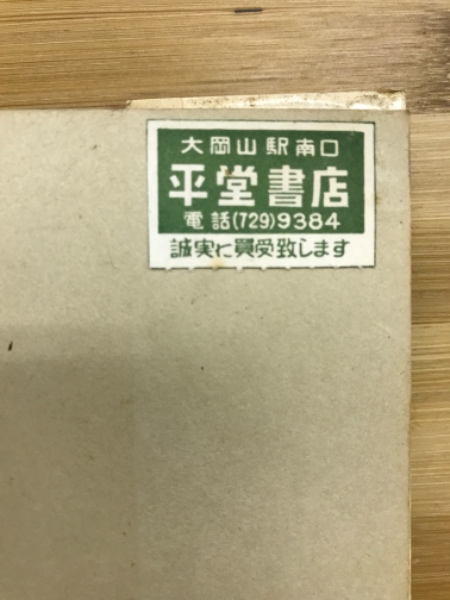 大岡山駅南口
平堂書店
電話(729)9384
誠実に買受致します